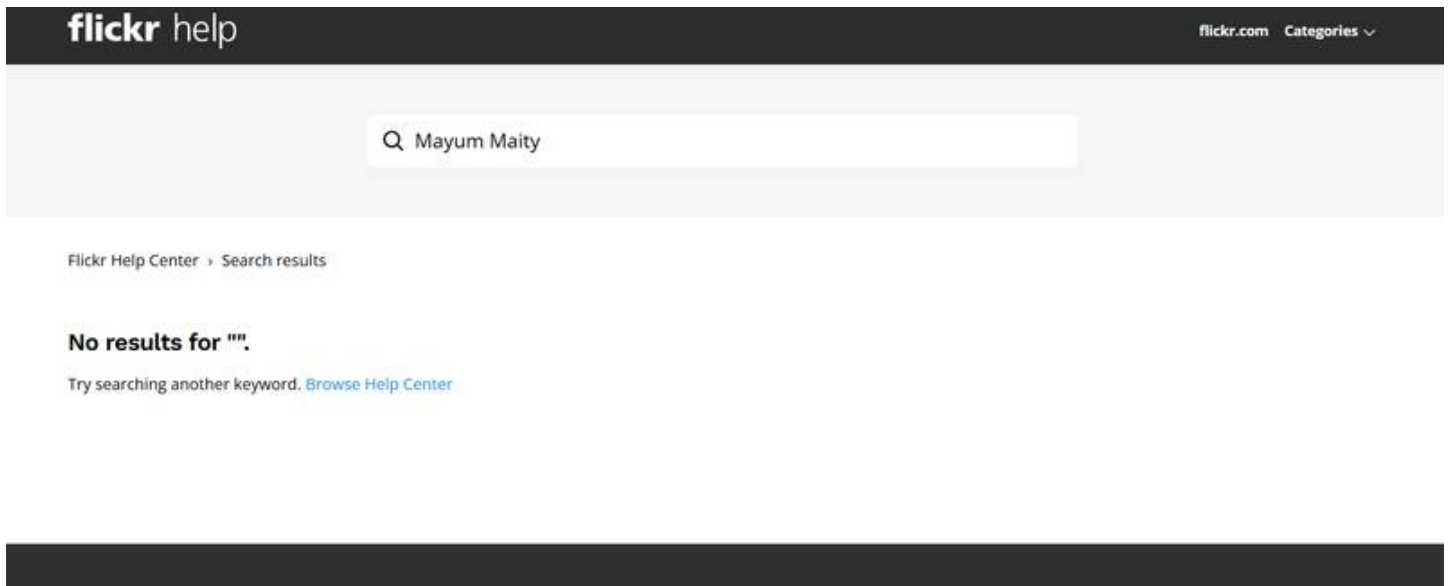 flickr help
flickr.com Categories
Mayum Maity
Flickr Help Center › Search results
No results for "".
Try searching another keyword. Browse Help Center